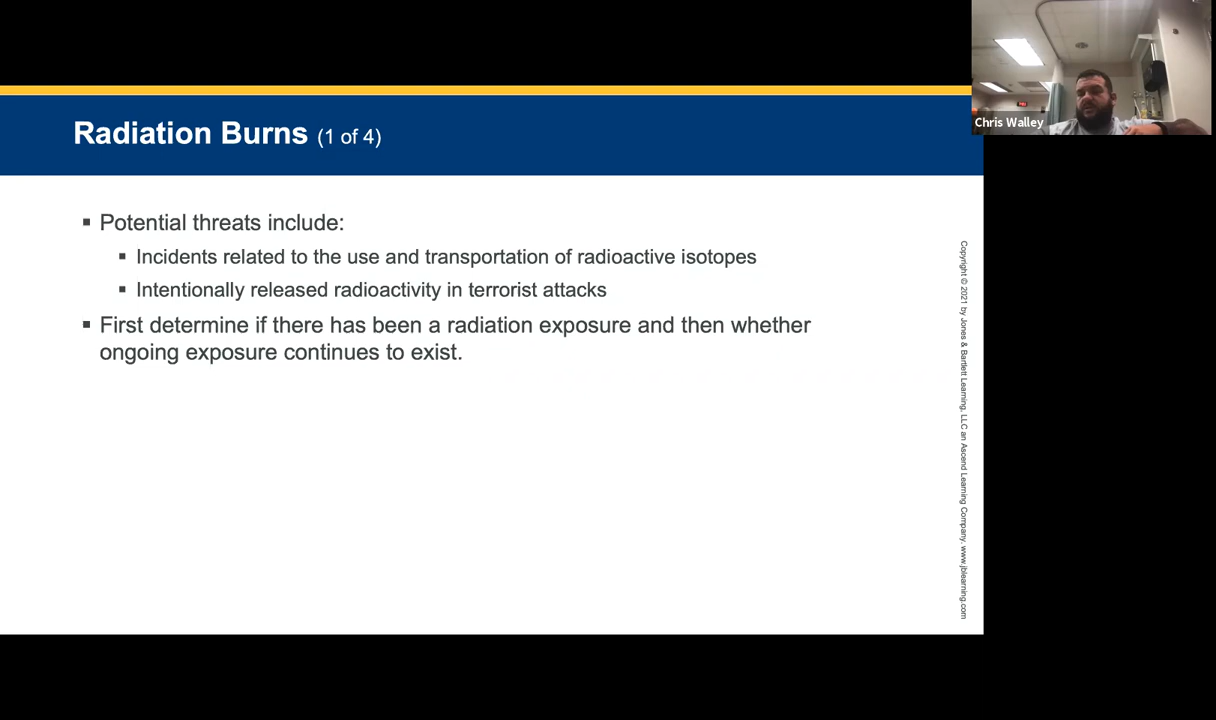 Radiation Burns (1 of 4)
Chris Walley
▪ Potential threats include:
▪ Incidents related to the use and transportation of radioactive isotopes
▪ Intentionally released radioactivity in terrorist attacks
▪ First determine if there has been a radiation exposure and then whether
ongoing exposure continues to exist.
Copyright © 2021 by Jones & Bartlett Learning, LLC an Ascend Learning Company. www.jblearning.com